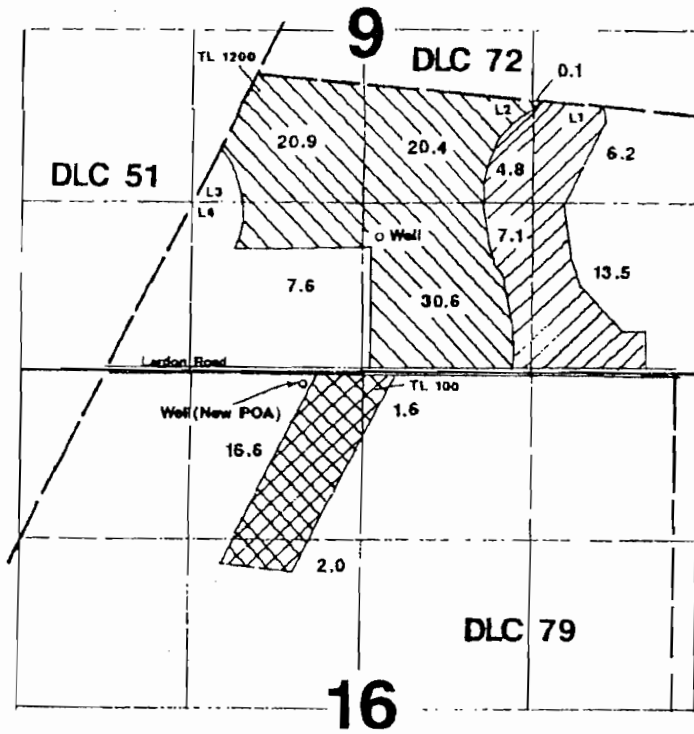 9
DLC 72
TL 1200
0.1
L2
L1
20.9
20.4
4.8
6.2
DLC 51
L3
L4
Well
7.1
13.5
7.6
30.6
Lardon Road
TL 100
Well (New POA)
1.6
16.6
2.0
DLC 79
16